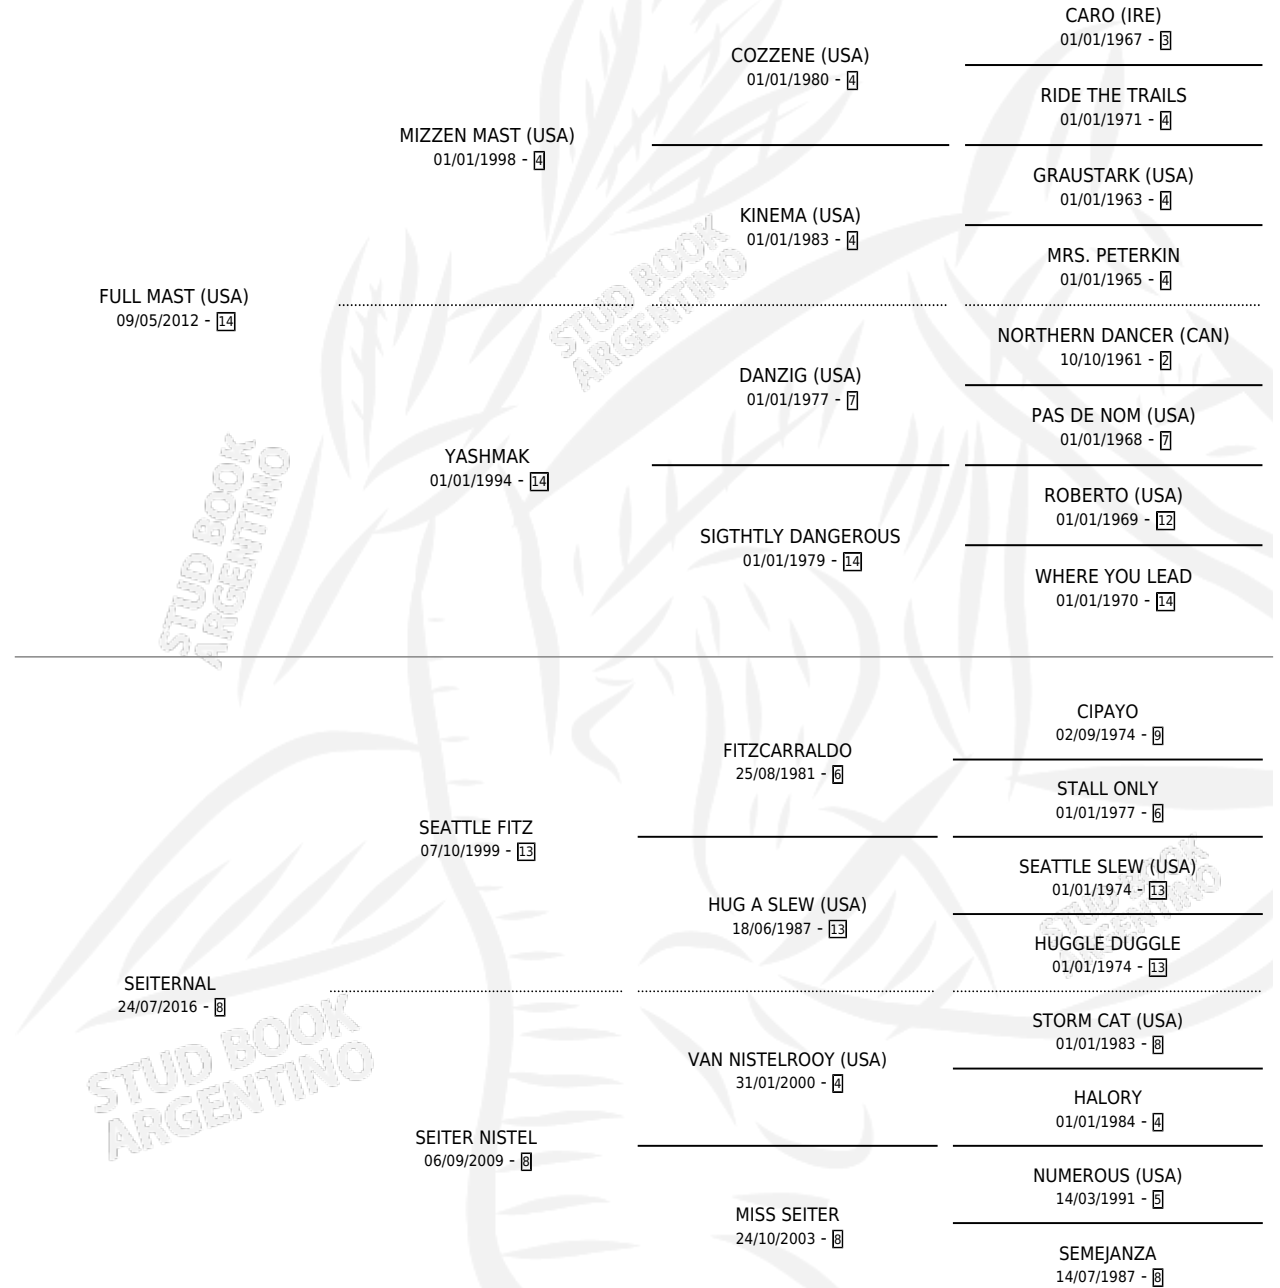 CARO (IRE)
01/01/1967 - 3
COZZENE (USA)
01/01/1980 - 4
RIDE THE TRAILS
01/01/1971 - 4
MIZZEN MAST (USA)
01/01/1998 - 4
GRAUSTARK (USA)
01/01/1963 - 4
KINEMA (USA)
01/01/1983 - 4
MRS. PETERKIN
01/01/1965 - 4
FULL MAST (USA)
09/05/2012 - 14
NORTHERN DANCER (CAN)
10/10/1961 - 2
DANZIG (USA)
01/01/1977 - 7
PAS DE NOM (USA)
01/01/1968 - 7
YASHMAK
01/01/1994 - 14
ROBERTO (USA)
01/01/1969 - 12
SIGTHTLY DANGEROUS
01/01/1979 - 14
WHERE YOU LEAD
01/01/1970 - 14
CIPAYO
02/09/1974 - 9
FITZCARRALDO
25/08/1981 - 6
STALL ONLY
01/01/1977 - 6
SEATTLE FITZ
07/10/1999 - 13
SEATTLE SLEW (USA)
01/01/1974 - 13
HUG A SLEW (USA)
18/06/1987 - 13
HUGGLE DUGGLE
01/01/1974 - 13
SEITERNAL
24/07/2016 - 8
STORM CAT (USA)
01/01/1983 - 8
VAN NISTELROOY (USA)
31/01/2000 - 4
HALORY
01/01/1984 - 4
SEITER NISTEL
06/09/2009 - 8
NUMEROUS (USA)
14/03/1991 - 5
MISS SEITER
24/10/2003 - 8
SEMEJANZA
14/07/1987 - 8
STUD BOOK
ARGENTINO
STUD BOOK
ARGENTINO
STUD BOOK
ARGENTINO
STUD BOOK
ARGENTINO